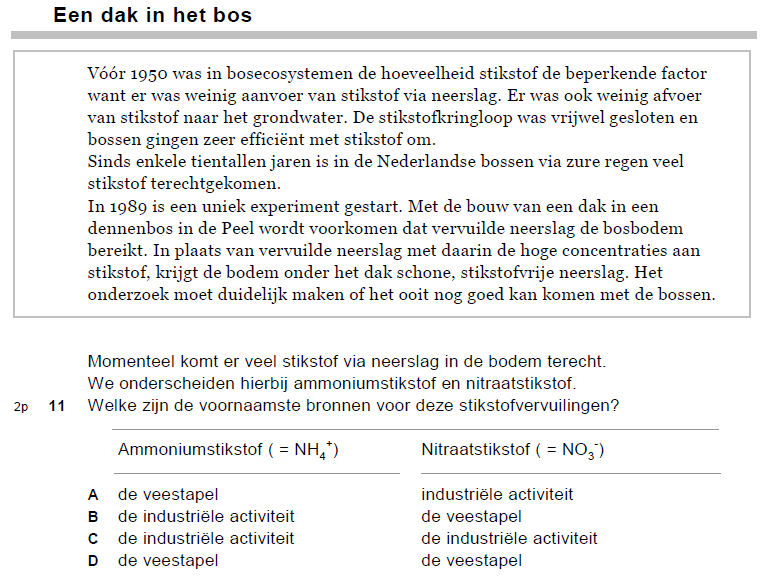 Een dak in het bos
Vóór 1950 was in bosecosystemen de hoeveelheid stikstof de beperkende factor
want er was weinig aanvoer van stikstof via neerslag. Er was ook weinig afvoer
van stikstof naar het grondwater. De stikstofkringloop was vrijwel gesloten en
bossen gingen zeer efficiënt met stikstof om.
Sinds enkele tientallen jaren is in de Nederlandse bossen via zure regen veel
stikstof terechtgekomen.
In 1989 is een uniek experiment gestart. Met de bouw van een dak in een
dennenbos in de Peel wordt voorkomen dat vervuilde neerslag de bosbodem
bereikt. In plaats van vervuilde neerslag met daarin de hoge concentraties aan
stikstof, krijgt de bodem onder het dak schone, stikstofvrije neerslag. Het
onderzoek moet duidelijk maken of het ooit nog goed kan komen met de bossen.
Momenteel komt er veel stikstof via neerslag in de bodem terecht.
We onderscheiden hierbij ammoniumstikstof en nitraatstikstof.
2p 11 Welke zijn de voornaamste bronnen voor deze stikstofvervuilingen?
Ammoniumstikstof ( = NH₄⁺) Nitraatstikstof ( = NO₃⁻)
A de veestapel industriële activiteit
B de industriële activiteit de veestapel
C de industriële activiteit de industriële activiteit
D de veestapel de veestapel